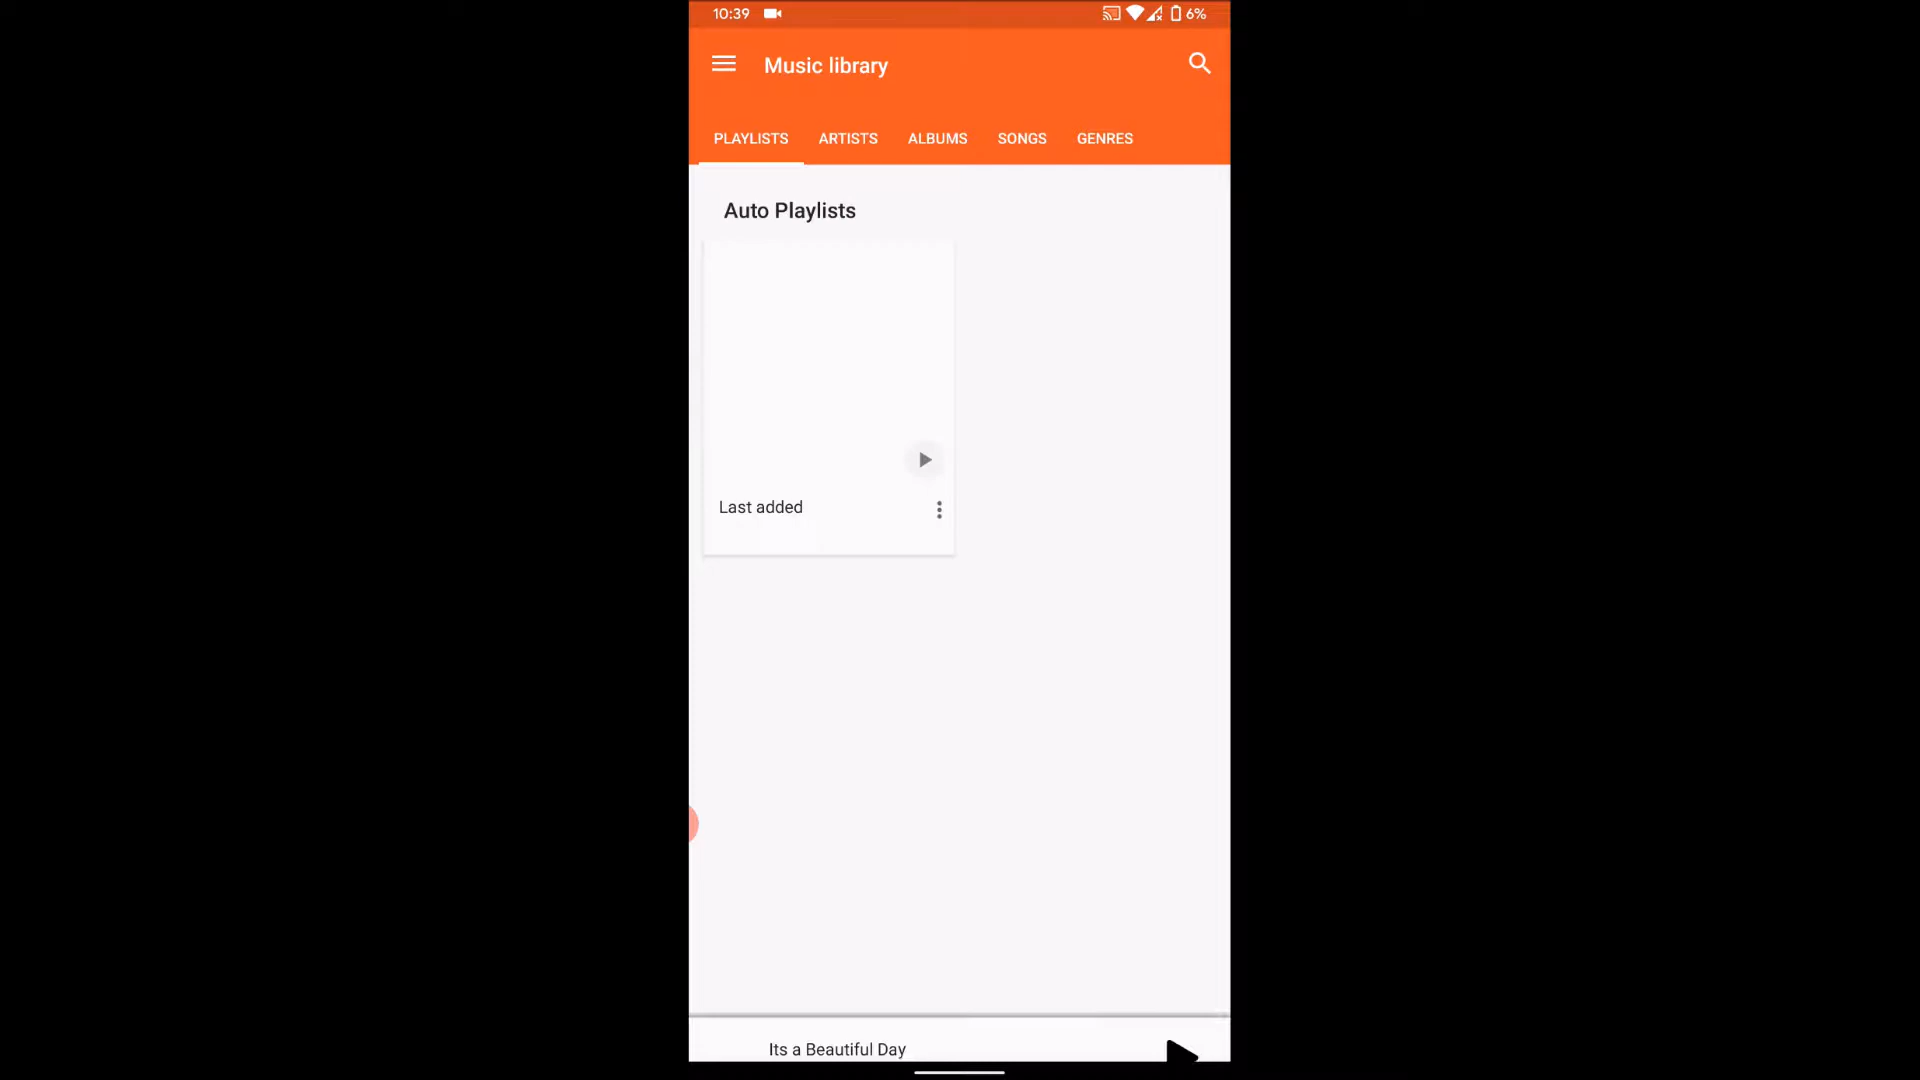 10:39 6%
Music library
PLAYLISTS ARTISTS ALBUMS SONGS GENRES
Auto Playlists
Last added
Its a Beautiful Day